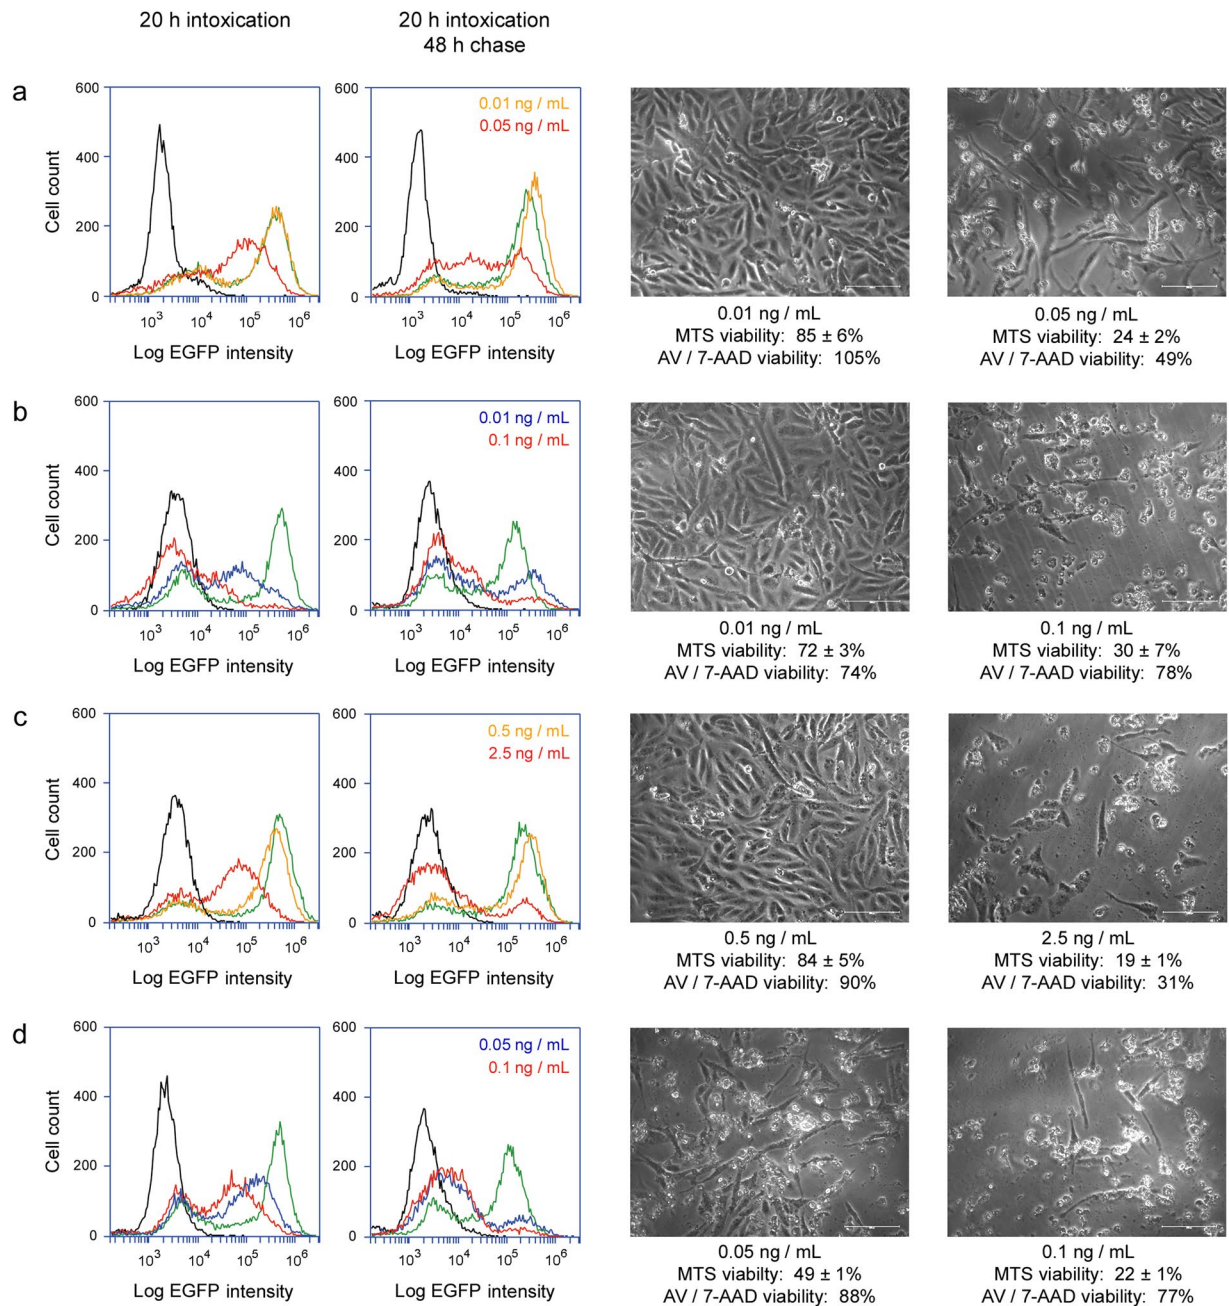 20 h intoxication
20 h intoxication
48 h chase
a
600
400
200
0
Cell count
10³ 10⁴ 10⁵ 10⁶
Log EGFP intensity
600
400
200
0
0.01 ng / mL
0.05 ng / mL
10³ 10⁴ 10⁵ 10⁶
Log EGFP intensity
0.01 ng / mL
MTS viability: 85 ± 6%
AV / 7-AAD viability: 105%
0.05 ng / mL
MTS viability: 24 ± 2%
AV / 7-AAD viability: 49%
b
600
400
200
0
Cell count
10³ 10⁴ 10⁵ 10⁶
Log EGFP intensity
600
400
200
0
0.01 ng / mL
0.1 ng / mL
10³ 10⁴ 10⁵ 10⁶
Log EGFP intensity
0.01 ng / mL
MTS viability: 72 ± 3%
AV / 7-AAD viability: 74%
0.1 ng / mL
MTS viability: 30 ± 7%
AV / 7-AAD viability: 78%
c
600
400
200
0
Cell count
10³ 10⁴ 10⁵ 10⁶
Log EGFP intensity
600
400
200
0
0.5 ng / mL
2.5 ng / mL
10³ 10⁴ 10⁵ 10⁶
Log EGFP intensity
0.5 ng / mL
MTS viability: 84 ± 5%
AV / 7-AAD viability: 90%
2.5 ng / mL
MTS viability: 19 ± 1%
AV / 7-AAD viability: 31%
d
600
400
200
0
Cell count
10³ 10⁴ 10⁵ 10⁶
Log EGFP intensity
600
400
200
0
0.05 ng / mL
0.1 ng / mL
10³ 10⁴ 10⁵ 10⁶
Log EGFP intensity
0.05 ng / mL
MTS viabilty: 49 ± 1%
AV / 7-AAD viability: 88%
0.1 ng / mL
MTS viability: 22 ± 1%
AV / 7-AAD viability: 77%